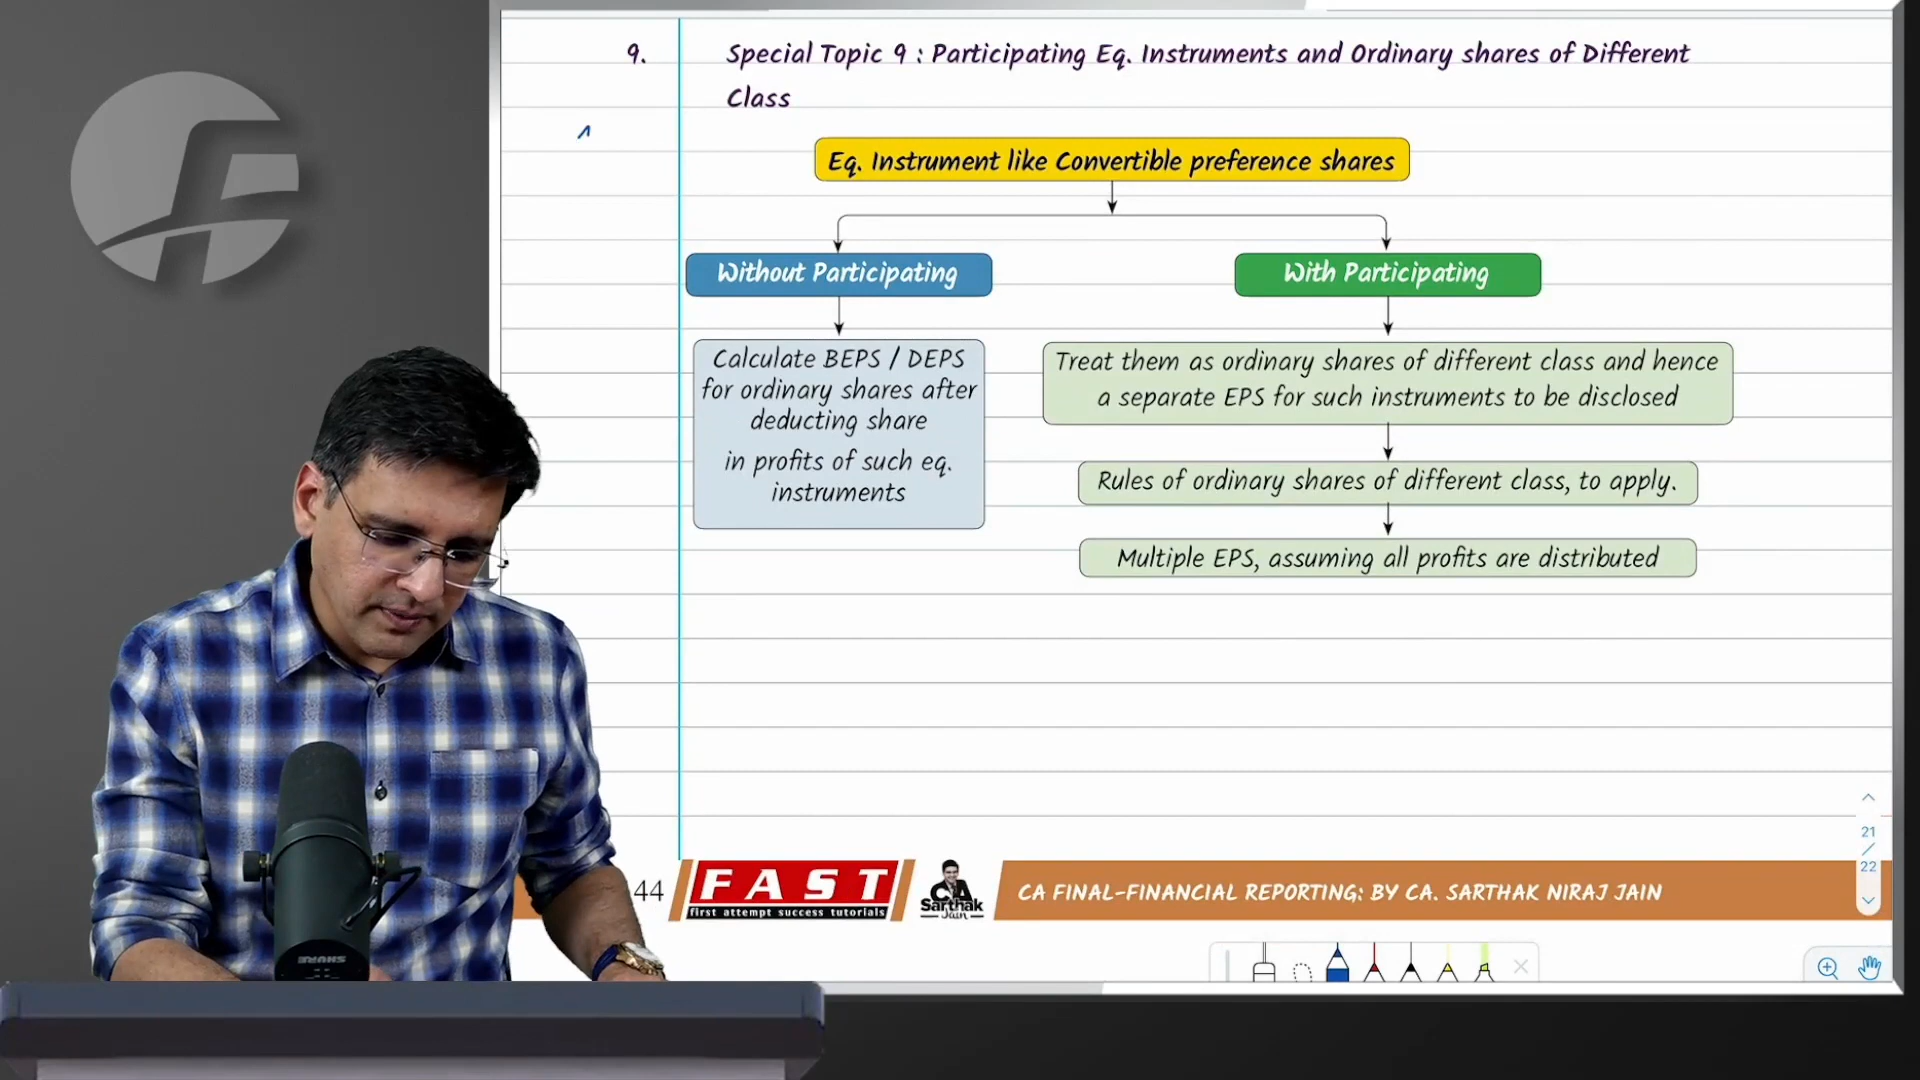 9.
Special Topic 9 : Participating Eq. Instruments and Ordinary shares of Different
Class
Eq. Instrument like Convertible preference shares
Without Participating
With Participating
Calculate BEPS / DEPS
for ordinary shares after
deducting share
in profits of such eq.
instruments
Treat them as ordinary shares of different class and hence
a separate EPS for such instruments to be disclosed
Rules of ordinary shares of different class, to apply.
Multiple EPS, assuming all profits are distributed
21
/
22
44
FAST
first attempt success tutorials
CA
Sarthak
Jain
CA FINAL-FINANCIAL REPORTING: BY CA. SARTHAK NIRAJ JAIN
SHURE